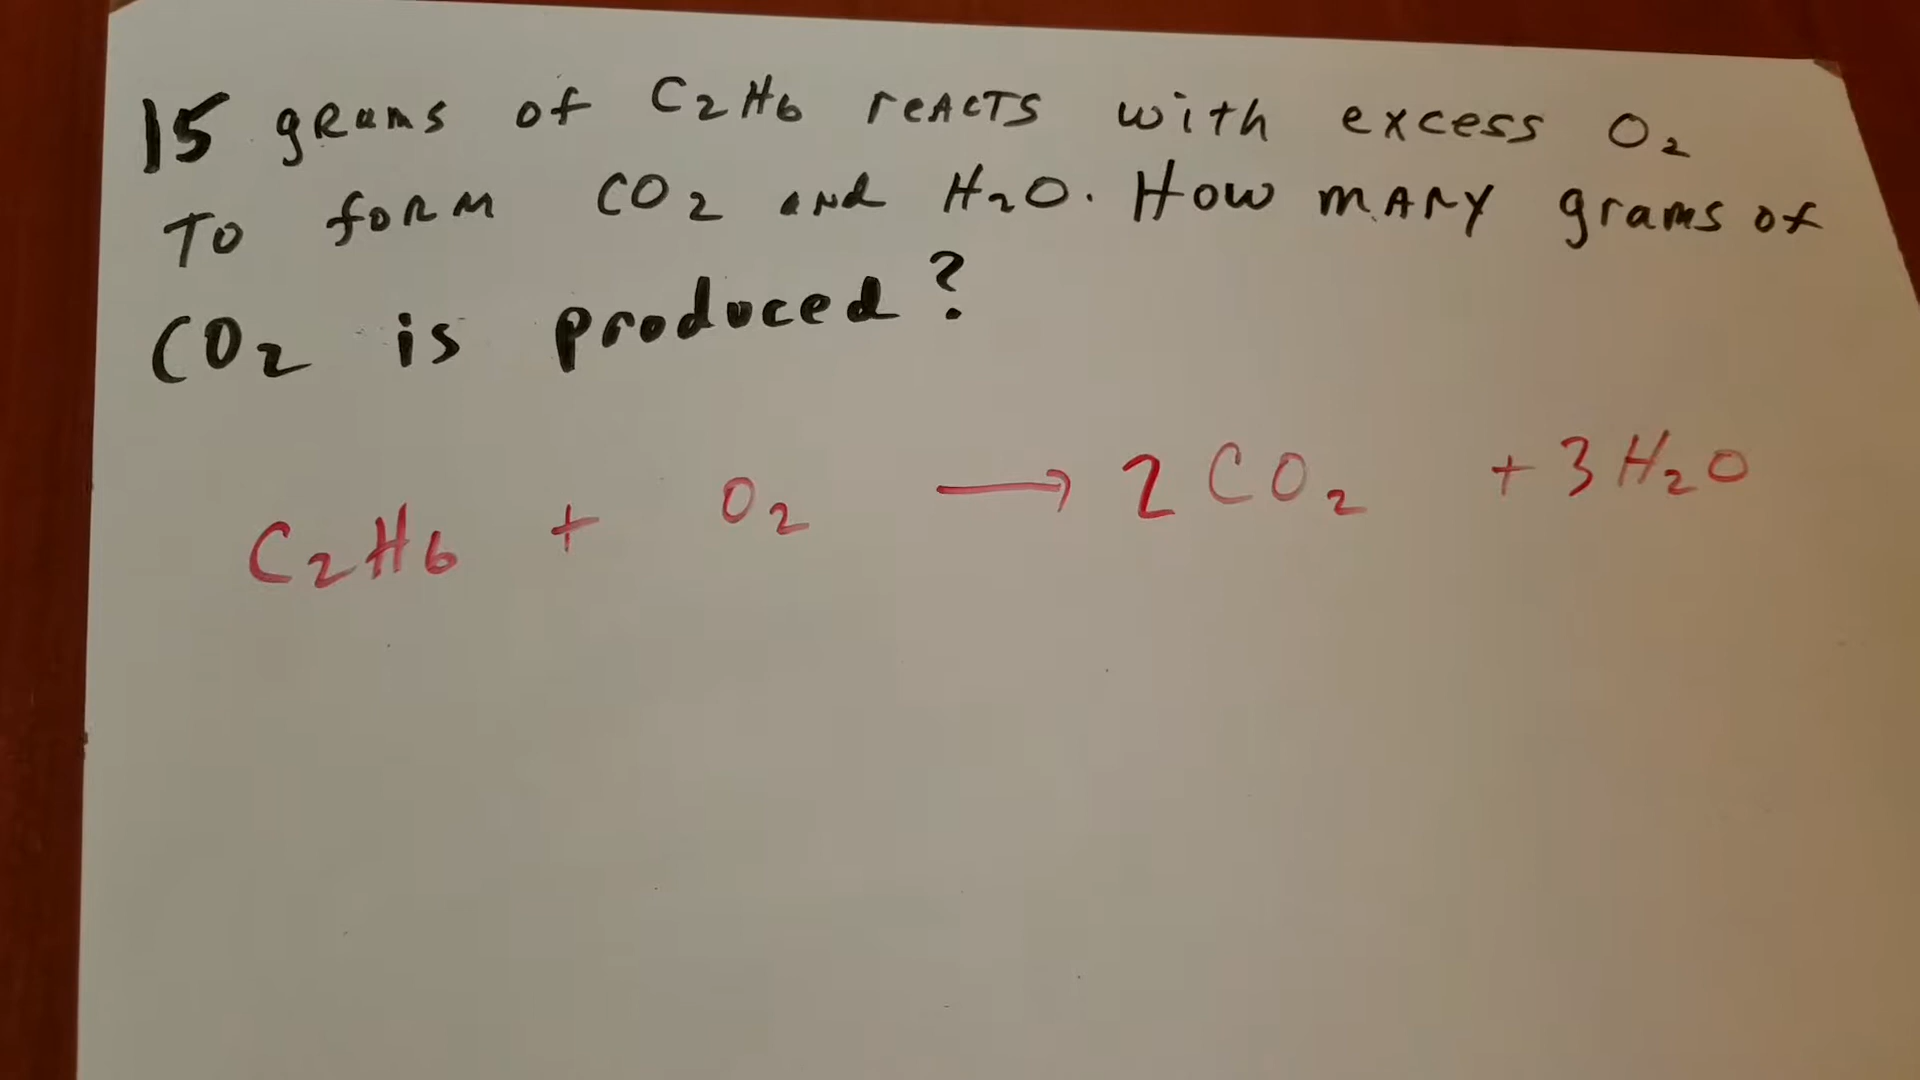 15 grams of C2H6 reacts with excess O2
To form CO2 and H2O. How many grams of
CO2 is produced?
C2H6 + O2 → 2CO2 + 3H2O